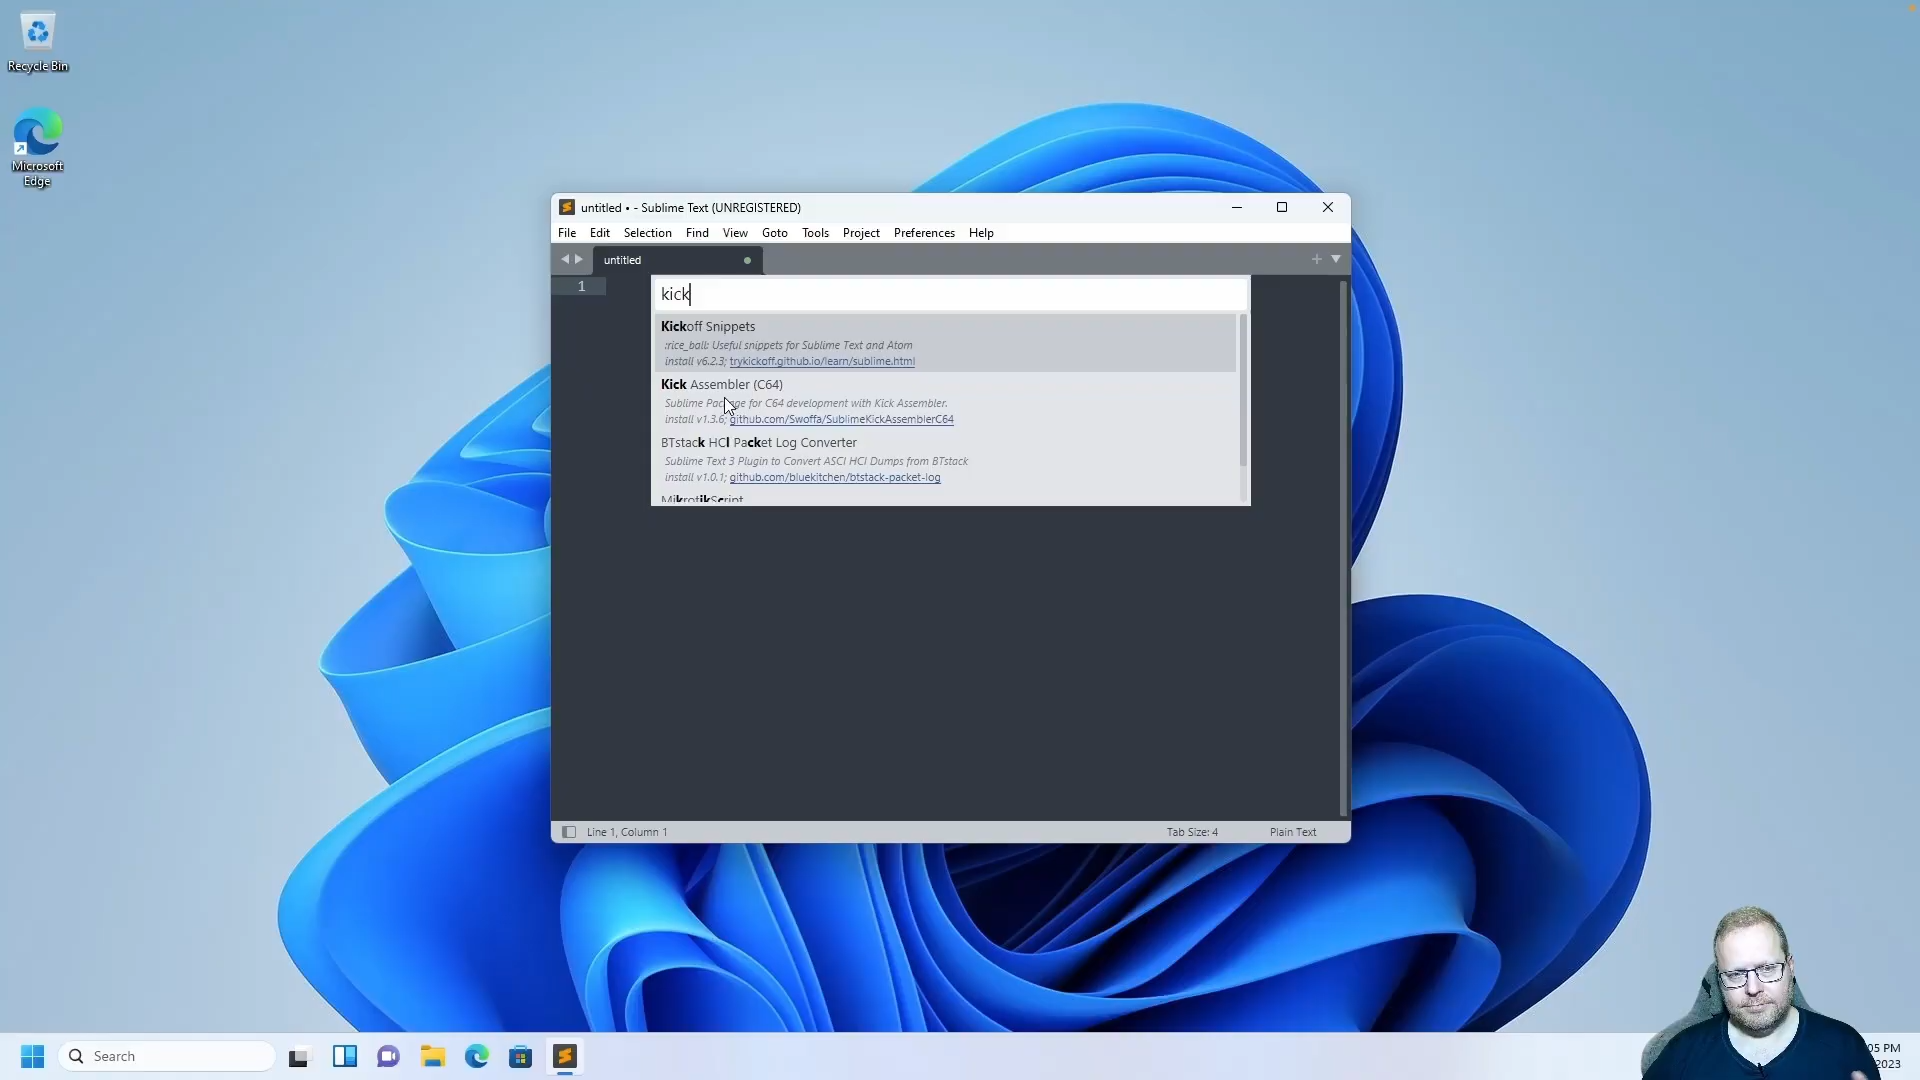 Recycle Bin
Microsoft
Edge
untitled • - Sublime Text (UNREGISTERED)
File Edit Selection Find View Goto Tools Project Preferences Help
untitled
1
kick
Kickoff Snippets
:rice_ball: Useful snippets for Sublime Text and Atom
install v6.2.3; trykickoff.github.io/learn/sublime.html
Kick Assembler (C64)
Sublime Package for C64 development with Kick Assembler.
install v1.3.6; github.com/Swoffa/SublimeKickAssemblerC64
BTstack HCI Packet Log Converter
Sublime Text 3 Plugin to Convert ASCI HCI Dumps from BTstack
install v1.0.1; github.com/bluekitchen/btstack-packet-log
MikrotikScript
Line 1, Column 1 Tab Size: 4 Plain Text
Search
05 PM
2023